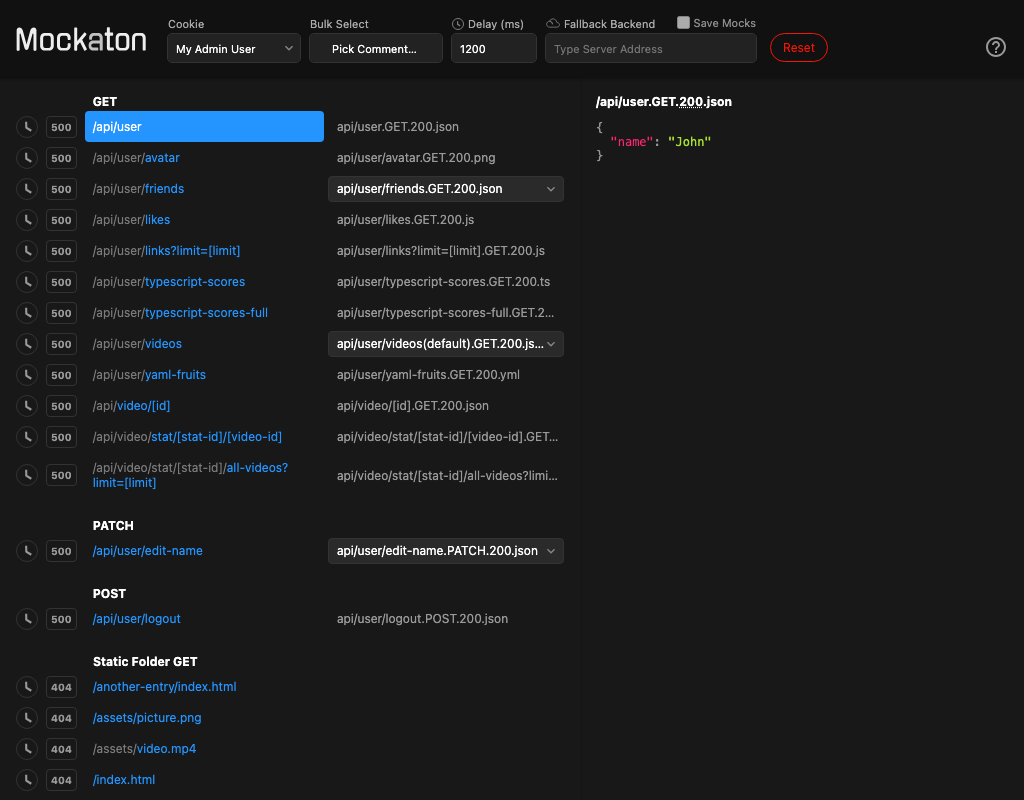 Mockaton
Cookie
My Admin User
Bulk Select
Pick Comment...
Delay (ms)
1200
Fallback Backend
Type Server Address
Save Mocks
Reset
?
GET
500 /api/user api/user.GET.200.json
500 /api/user/avatar api/user/avatar.GET.200.png
500 /api/user/friends api/user/friends.GET.200.json
500 /api/user/likes api/user/likes.GET.200.js
500 /api/user/links?limit=[limit] api/user/links?limit=[limit].GET.200.js
500 /api/user/typescript-scores api/user/typescript-scores.GET.200.ts
500 /api/user/typescript-scores-full api/user/typescript-scores-full.GET.2...
500 /api/user/videos api/user/videos(default).GET.200.js...
500 /api/user/yaml-fruits api/user/yaml-fruits.GET.200.yml
500 /api/video/[id] api/video/[id].GET.200.json
500 /api/video/stat/[stat-id]/[video-id] api/video/stat/[stat-id]/[video-id].GET...
500 /api/video/stat/[stat-id]/all-videos?
limit=[limit] api/video/stat/[stat-id]/all-videos?limi...
PATCH
500 /api/user/edit-name api/user/edit-name.PATCH.200.json
POST
500 /api/user/logout api/user/logout.POST.200.json
Static Folder GET
404 /another-entry/index.html
404 /assets/picture.png
404 /assets/video.mp4
404 /index.html
/api/user.GET.200.json
{
"name": "John"
}